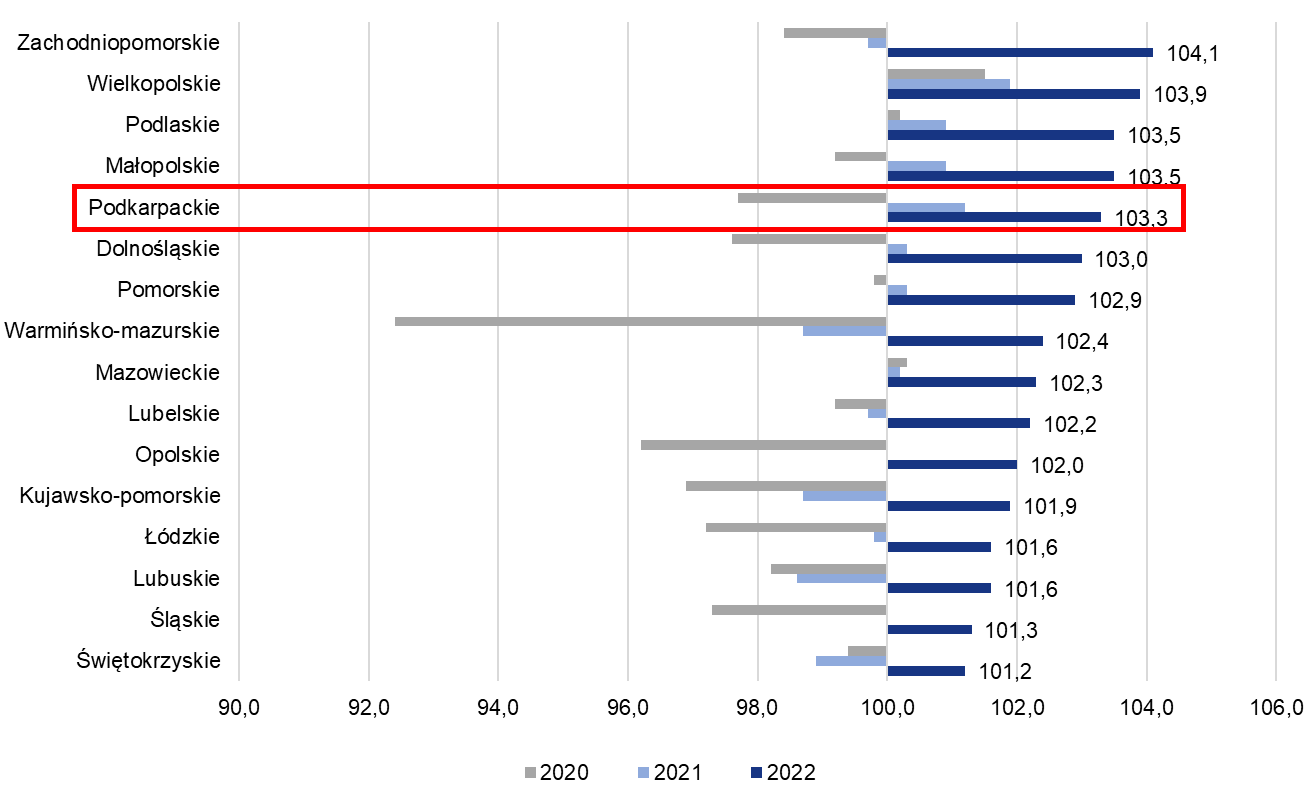 Zachodniopomorskie 104,1
Wielkopolskie 103,9
Podlaskie 103,5
Małopolskie 103,5
Podkarpackie 103,3
Dolnośląskie 103,0
Pomorskie 102,9
Warmińsko-mazurskie 102,4
Mazowieckie 102,3
Lubelskie 102,2
Opolskie 102,0
Kujawsko-pomorskie 101,9
Łódzkie 101,6
Lubuskie 101,6
Śląskie 101,3
Świętokrzyskie 101,2
90,0 92,0 94,0 96,0 98,0 100,0 102,0 104,0 106,0
2020 2021 2022